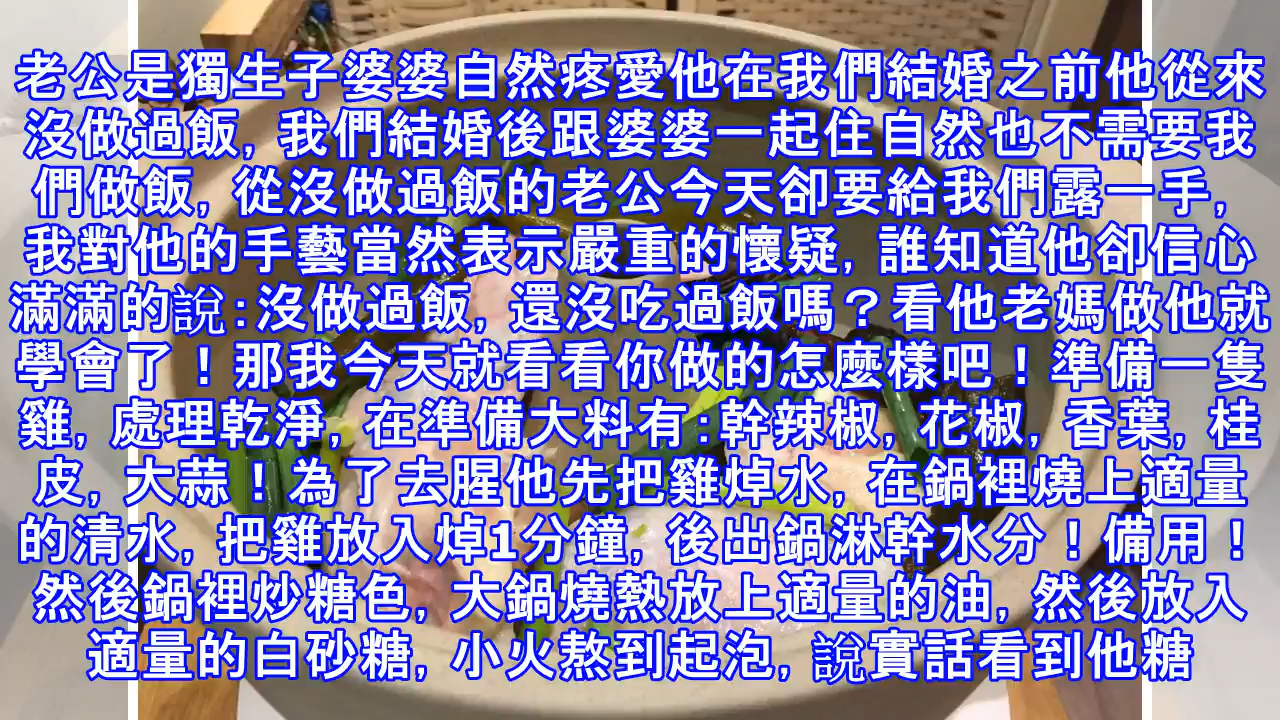 老公是獨生子婆婆自然疼愛他在我們結婚之前他從來
沒做過飯,我們結婚後跟婆婆一起住自然也不需要我
們做飯,從沒做過飯的老公今天卻要給我們露一手,
我對他的手藝當然表示嚴重的懷疑,誰知道他卻信心
滿滿的說:沒做過飯,還沒吃過飯嗎？看他老媽做他就
學會了！那我今天就看看你做的怎麼樣吧！準備一隻
雞,處理乾淨,在準備大料有:幹辣椒,花椒,香葉,桂
皮,大蒜！為了去腥他先把雞焯水,在鍋裡燒上適量
的清水,把雞放入焯1分鐘,後出鍋淋幹水分！備用！
然後鍋裡炒糖色,大鍋燒熱放上適量的油,然後放入
適量的白砂糖,小火熬到起泡,說實話看到他糖